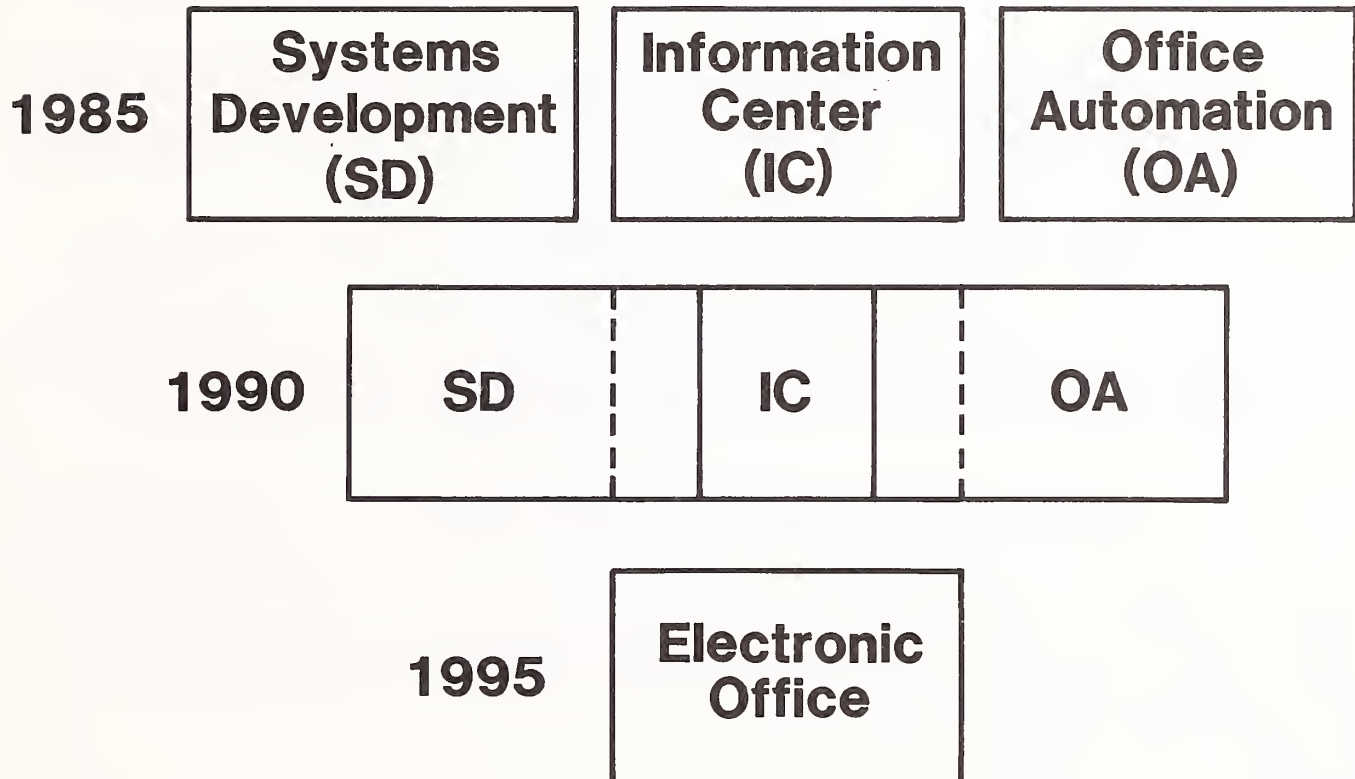 1985
Systems
Development
(SD)
Information
Center
(IC)
Office
Automation
(OA)
1990
SD
IC
OA
1995
Electronic
Office